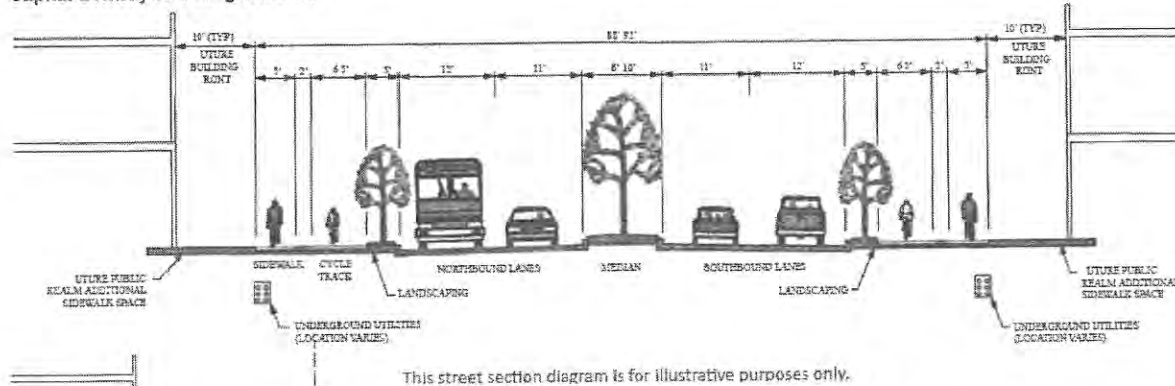 10' (TYP)
88' 92'
10' (TYP)
UTURE
BUILDING
RONT
UTURE
BUILDING
RONT
5'
2'
6 5'
5'
12'
11'
8' 10'
11'
12'
5'
6 5'
2'
5'
SIDEWALK
CYCLE
TRACK
NORTHBOUND LANES
MEDIAN
SOUTHBOUND LANES
UTURE PUBLIC
REALM ADDITIONAL
SIDEWALK SPACE
LANDSCAPING
LANDSCAPING
UTURE PUBLIC
REALM ADDITIONAL
SIDEWALK SPACE
UNDERGROUND UTILITIES
(LOCATION VARIES)
UNDERGROUND UTILITIES
(LOCATION VARIES)
This street section diagram is for illustrative purposes only.